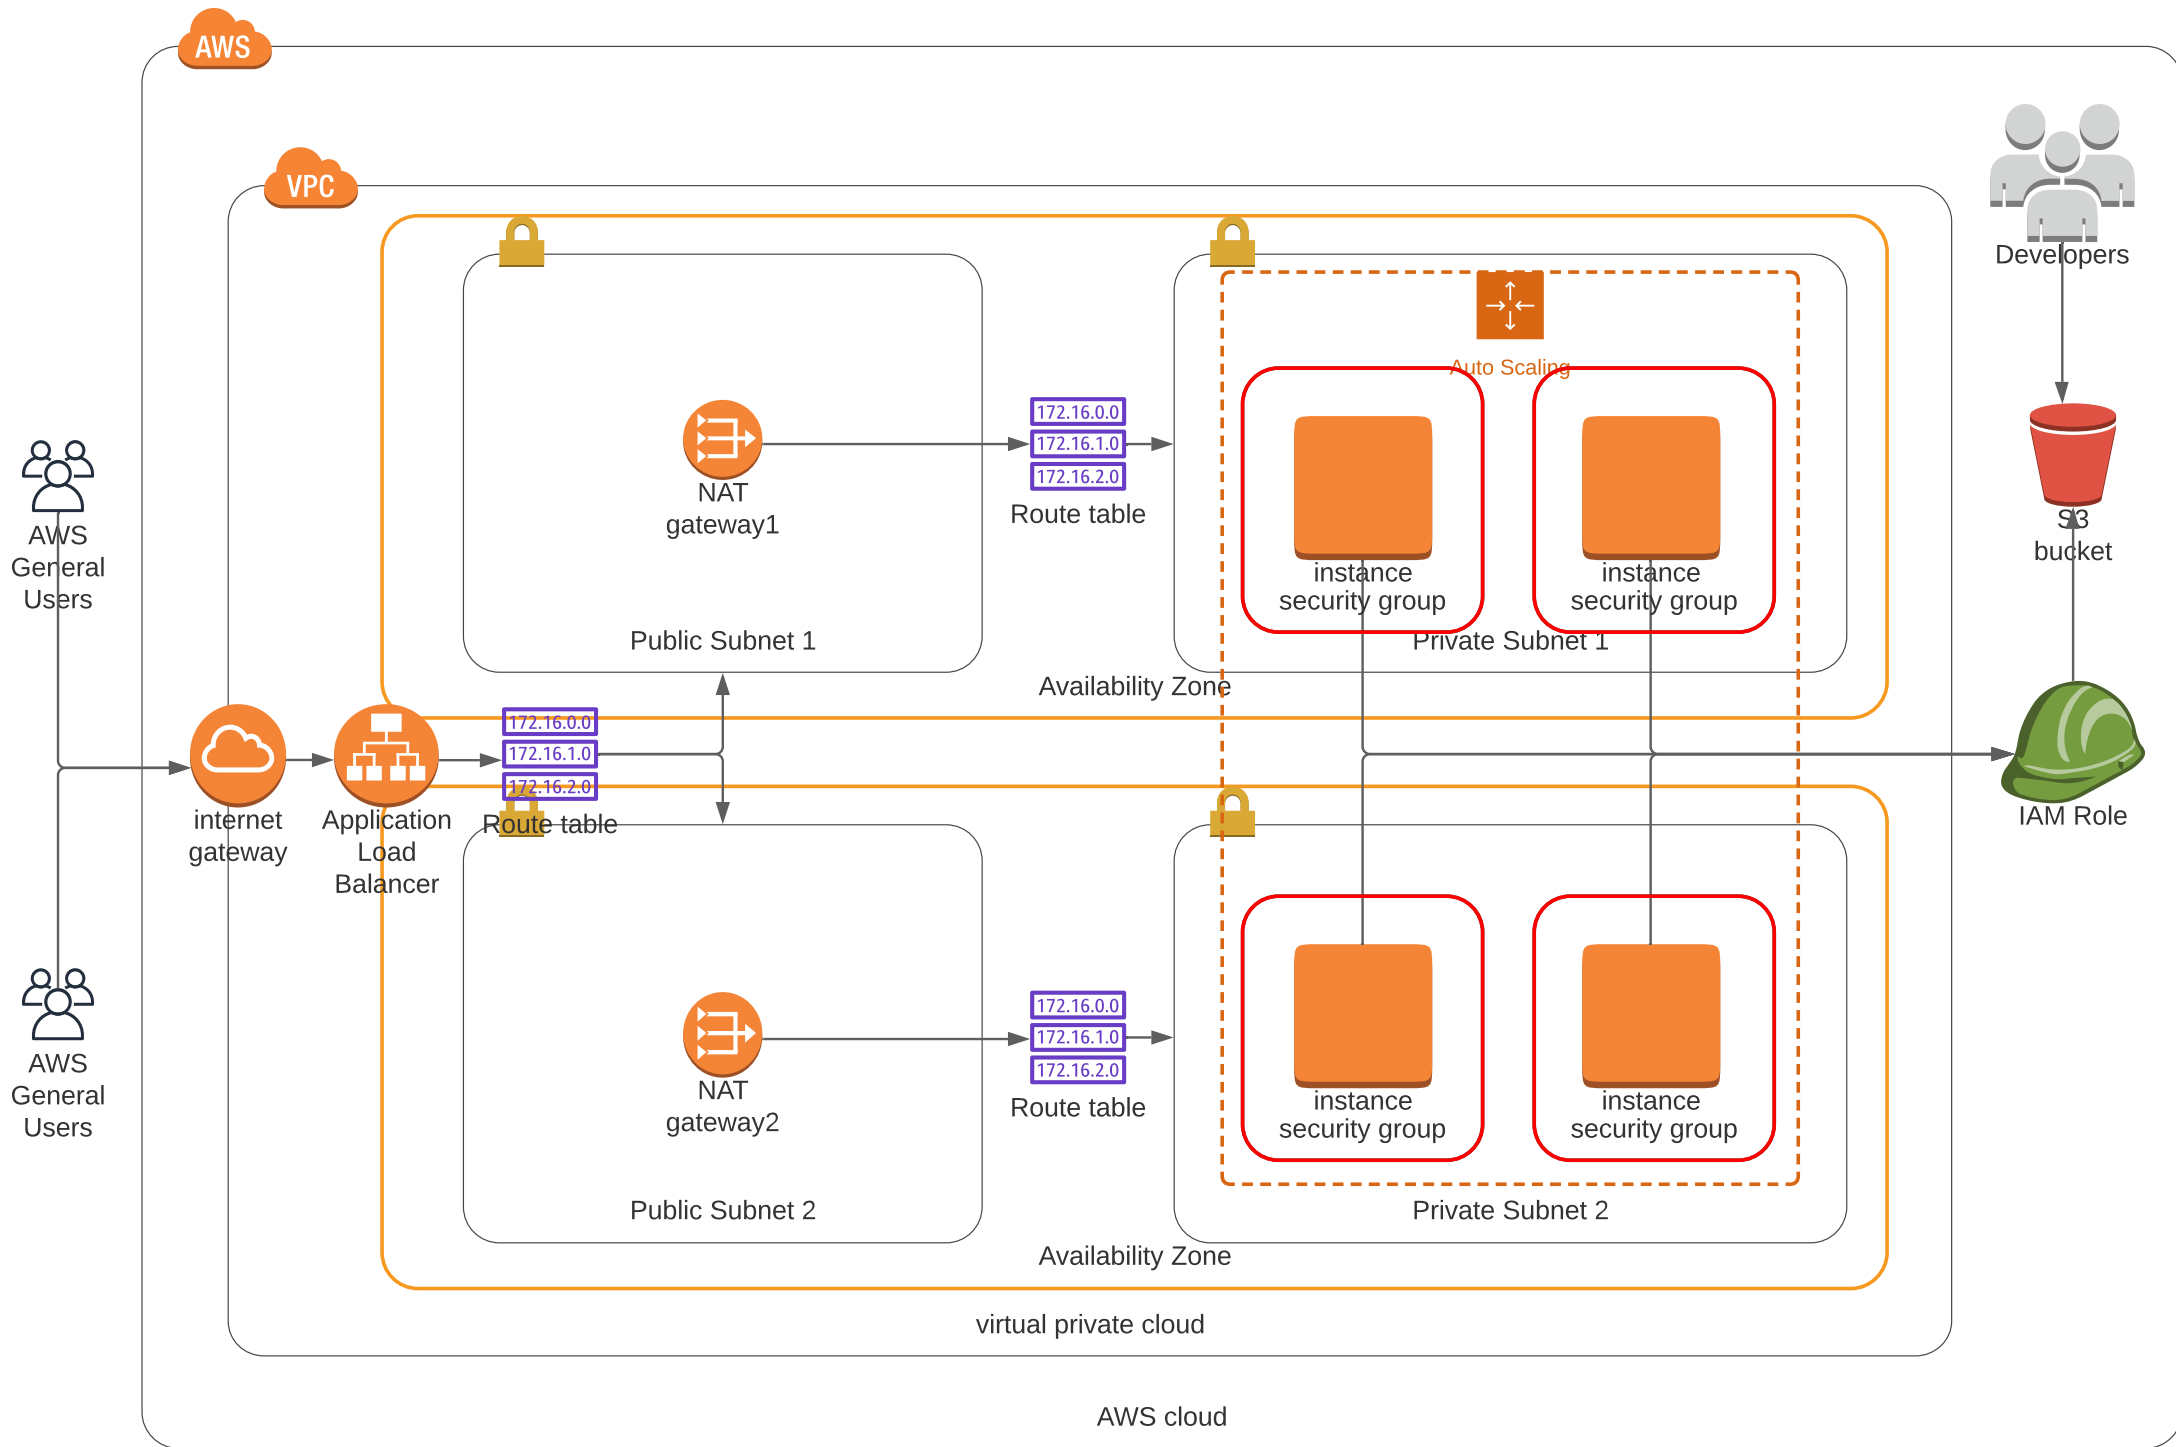 AWS
VPC
Developers
Auto Scaling
172.16.0.0
172.16.1.0
172.16.2.0
Route table
NAT
gateway1
instance
security group
instance
security group
Public Subnet 1
Private Subnet 1
Availability Zone
S3
bucket
AWS
General
Users
internet
gateway
Application
Load
Balancer
172.16.0.0
172.16.1.0
172.16.2.0
Route table
IAM Role
AWS
General
Users
NAT
gateway2
172.16.0.0
172.16.1.0
172.16.2.0
Route table
instance
security group
instance
security group
Public Subnet 2
Private Subnet 2
Availability Zone
virtual private cloud
AWS cloud